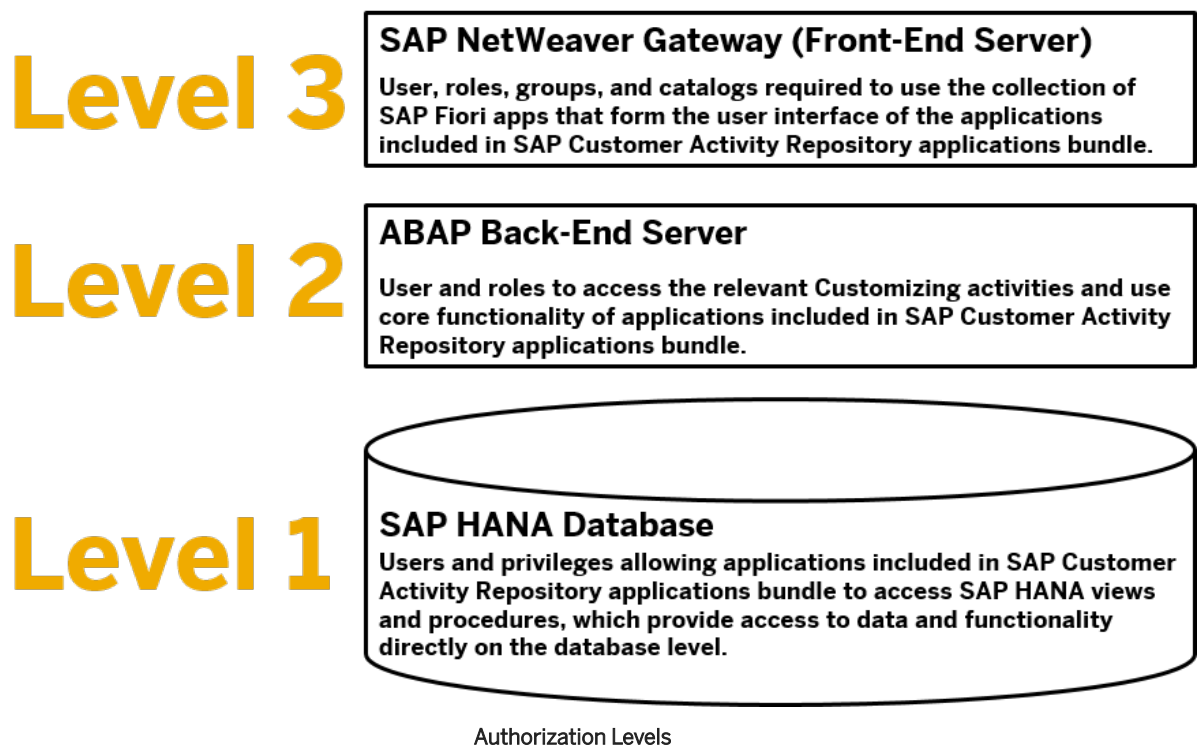 Level 3
SAP NetWeaver Gateway (Front-End Server)
User, roles, groups, and catalogs required to use the collection of
SAP Fiori apps that form the user interface of the applications
included in SAP Customer Activity Repository applications bundle.
Level 2
ABAP Back-End Server
User and roles to access the relevant Customizing activities and use
core functionality of applications included in SAP Customer Activity
Repository applications bundle.
Level 1
SAP HANA Database
Users and privileges allowing applications included in SAP Customer
Activity Repository applications bundle to access SAP HANA views
and procedures, which provide access to data and functionality
directly on the database level.
Authorization Levels